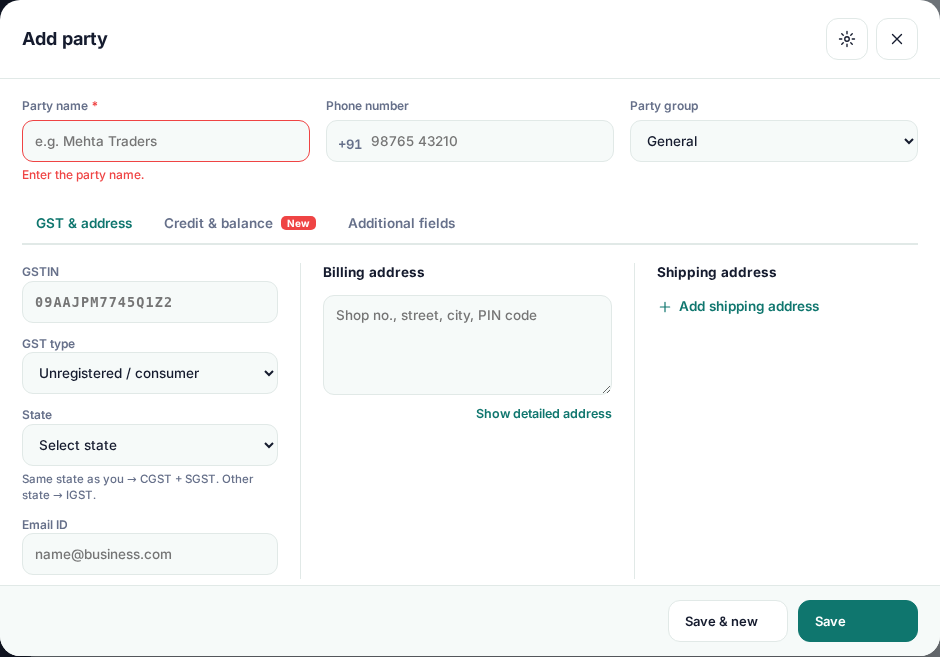 Add party
Party name *
Phone number
Party group
e.g. Mehta Traders
+91 98765 43210
General
Enter the party name.
GST & address
Credit & balance New
Additional fields
GSTIN
09AAJPM7745Q1Z2
GST type
Unregistered / consumer
State
Select state
Same state as you → CGST + SGST. Other
state → IGST.
Email ID
name@business.com
Billing address
Shop no., street, city, PIN code
Show detailed address
Shipping address
+ Add shipping address
Save & new
Save